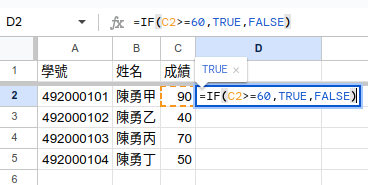 D2 fx =IF(C2>=60,TRUE,FALSE)
A B C D
1 學號 姓名 成績 TRUE ×
2 492000101 陳勇甲 90 =IF(C2>=60,TRUE,FALSE)
3 492000102 陳勇乙 40
4 492000103 陳勇丙 70
5 492000104 陳勇丁 50